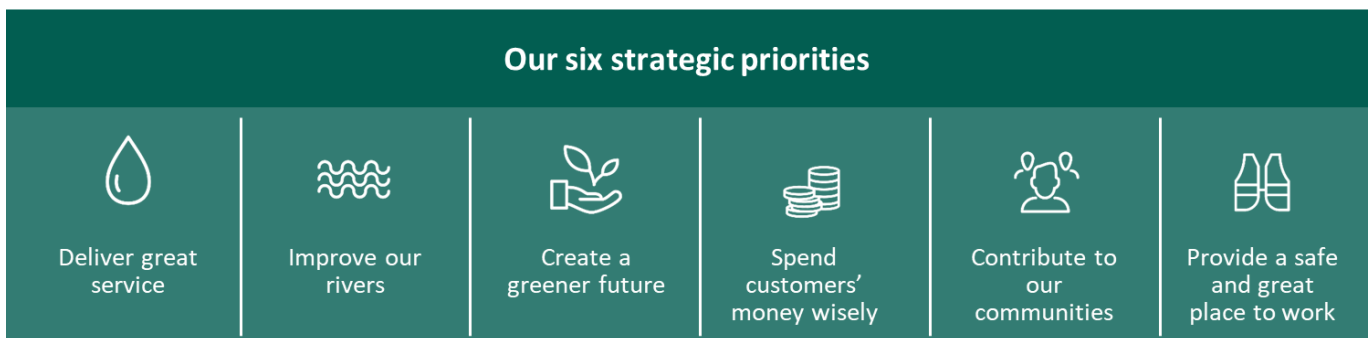 Our six strategic priorities
Deliver great
service
Improve our
rivers
Create a
greener future
Spend
customers’
money wisely
Contribute to
our
communities
Provide a safe
and great
place to work